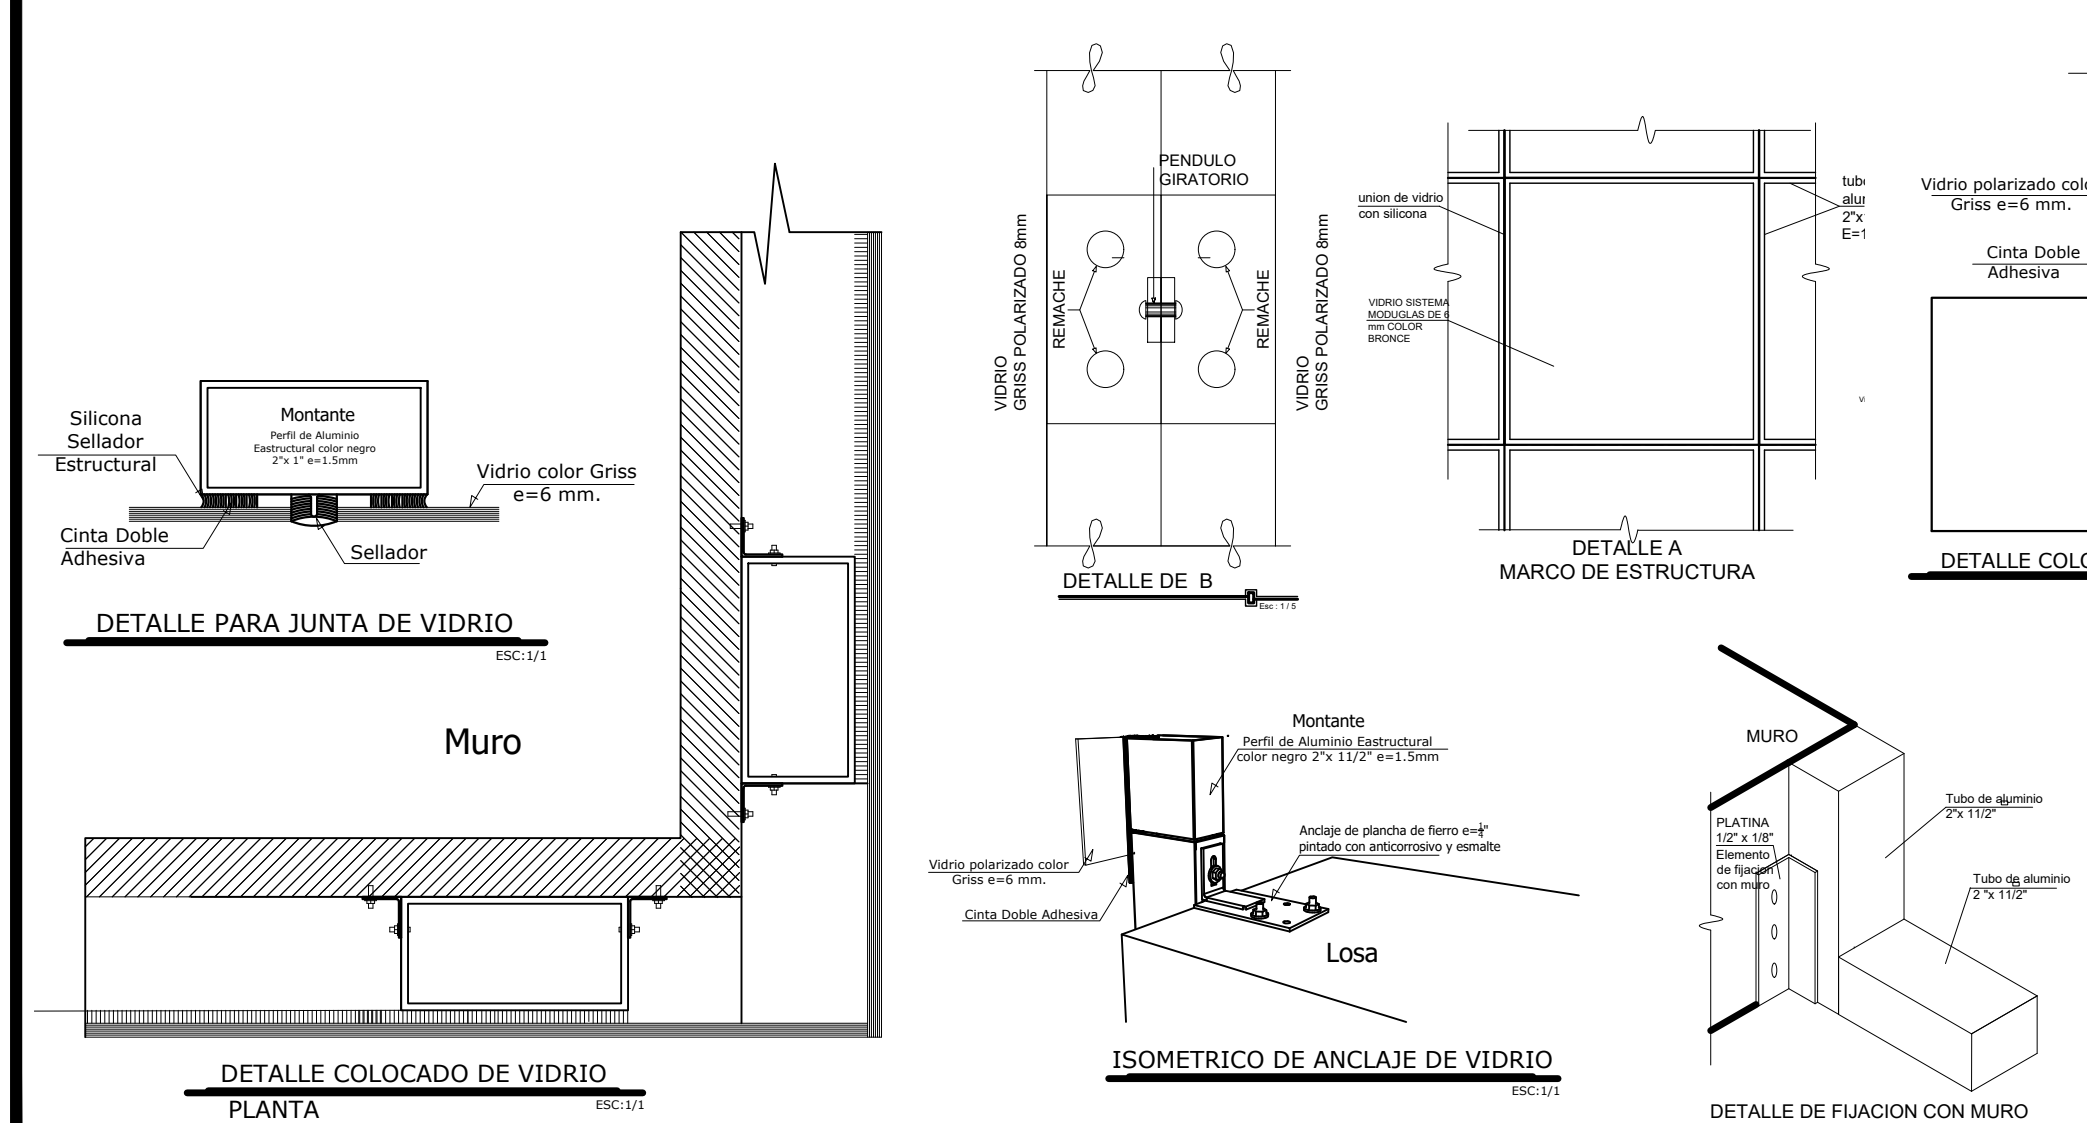 Silicona
Sellador
Estructural
Montante
Perfil de Aluminio
Eastructural color negro
2"x 1" e=1.5mm
Vidrio color Griss
e=6 mm.
Cinta Doble
Adhesiva
Sellador
DETALLE PARA JUNTA DE VIDRIO
ESC:1/1
Muro
DETALLE COLOCADO DE VIDRIO
ESC:1/1
PLANTA
PENDULO
GIRATORIO
VIDRIO
GRISS POLARIZADO 8mm
REMACHE
REMACHE
VIDRIO
GRISS POLARIZADO 8mm
DETALLE DE B
Esc : 1 / 5
union de vidrio
con silicona
VIDRIO SISTEMA
MODUGLAS DE 6
mm COLOR
BRONCE
2"x
E=1
DETALLE A
MARCO DE ESTRUCTURA
Vidrio polarizado
Griss e=6 mm.
Cinta Doble
Adhesiva
DETALLE
Montante
Perfil de Aluminio Eastructural
color negro 2"x 11/2" e=1.5mm
Anclaje de plancha de fierro e=1/4"
pintado con anticorrosivo y esmalte
Vidrio polarizado color
Griss e=6 mm.
Cinta Doble Adhesiva
Losa
ISOMETRICO DE ANCLAJE DE VIDRIO
ESC:1/1
MURO
PLATINA
1/2" x 1/8"
Elemento
de fijacion
con muro
Tubo de aluminio
2"x 11/2"
Tubo de aluminio
2 "x 11/2"
DETALLE DE FIJACION CON MURO